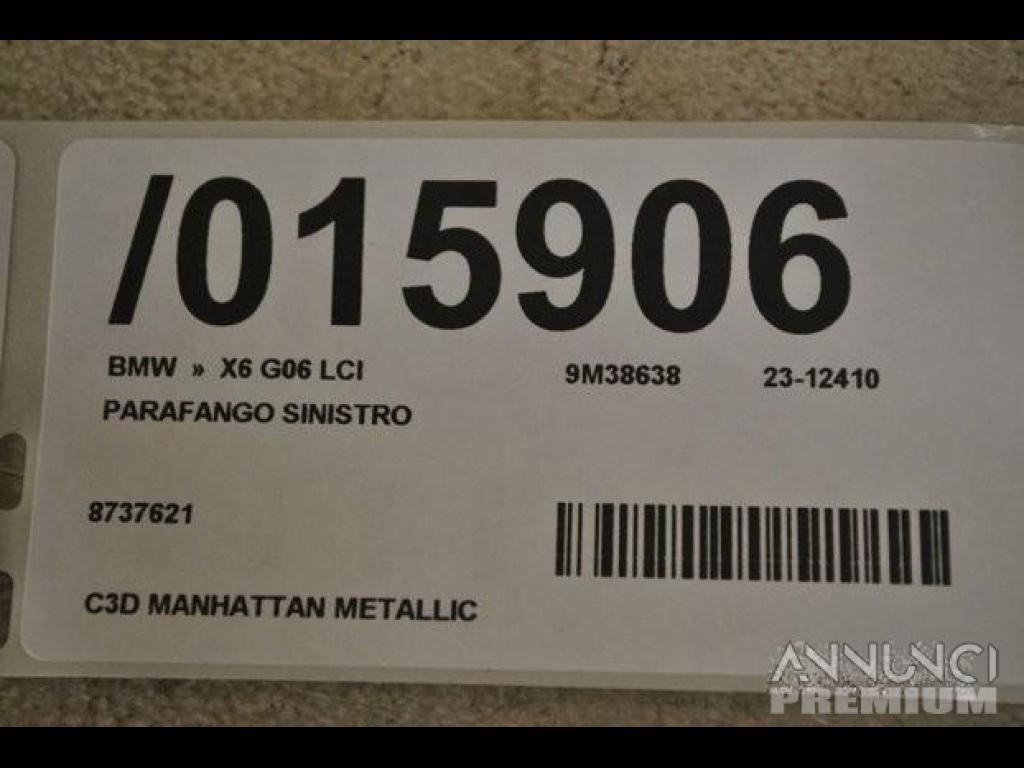 /015906
BMW » X6 G06 LCI 9M38638 23-12410
PARAFANGO SINISTRO
8737621
C3D MANHATTAN METALLIC
ANNUNCI
PREMIUM